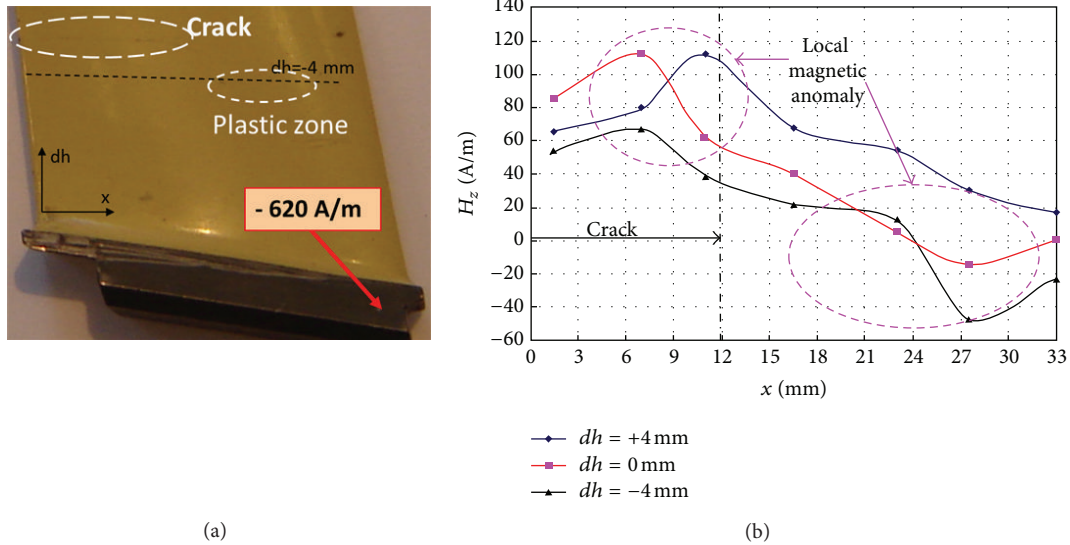 Crack
dh=-4 mm
Plastic zone
dh
x
- 620 A/m
(a)
140
120
100
80
60
40
20
0
−20
−40
−60
H_z (A/m)
Local
magnetic
anomaly
Crack
0 3 6 9 12 15 18 21 24 27 30 33
x (mm)
dh = +4 mm
dh = 0 mm
dh = −4 mm
(b)